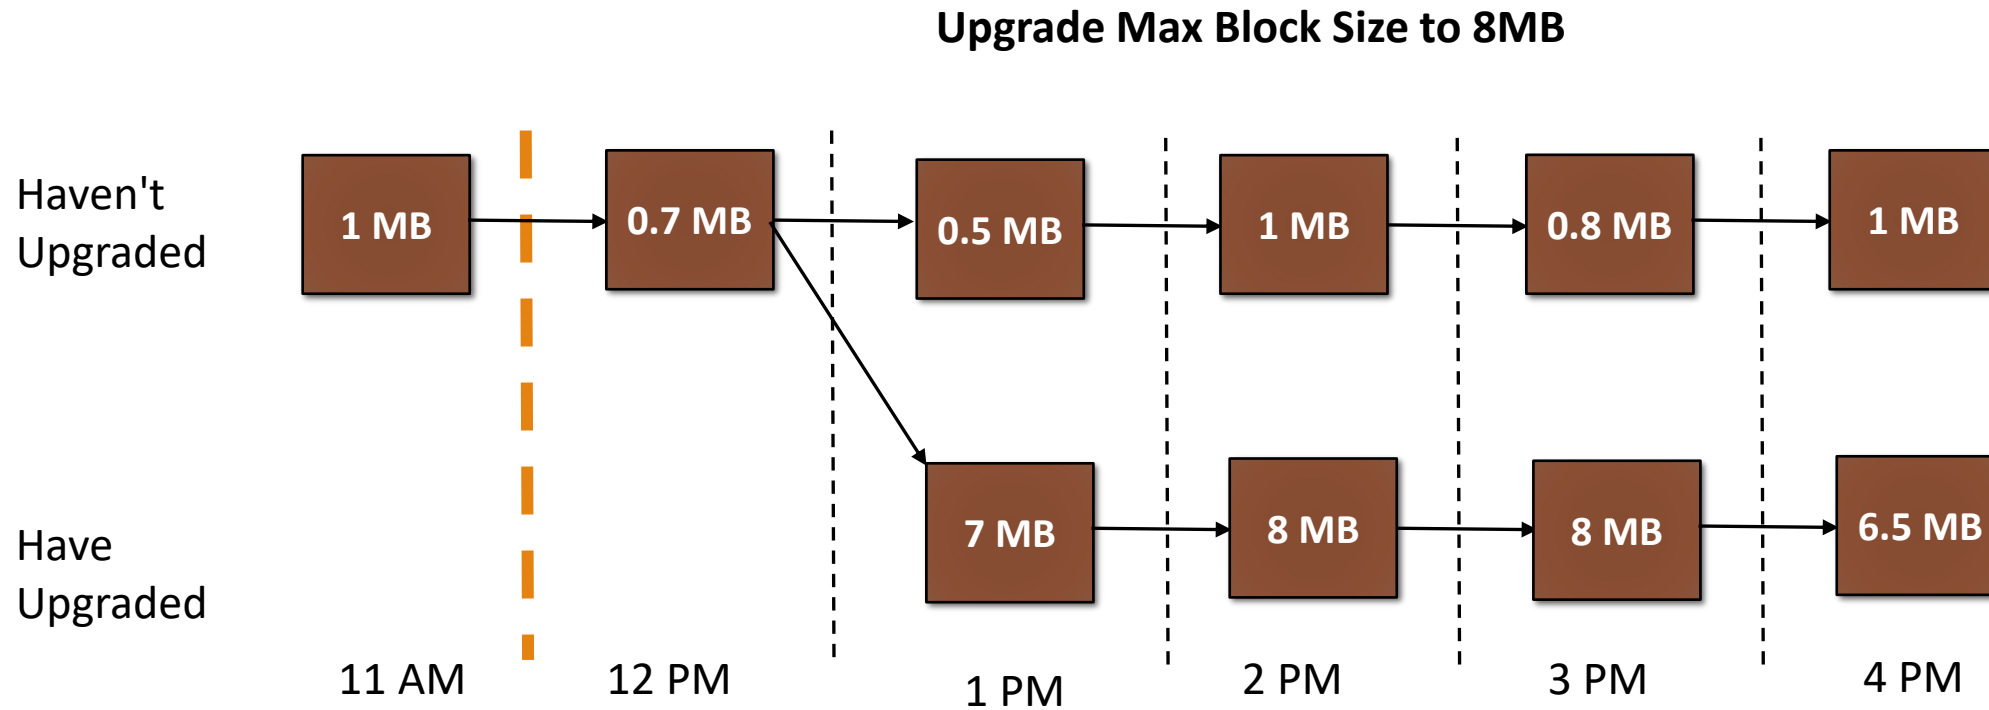 Upgrade Max Block Size to 8MB
Haven't
Upgraded
1 MB
0.7 MB
0.5 MB
1 MB
0.8 MB
1 MB
Have
Upgraded
7 MB
8 MB
8 MB
6.5 MB
11 AM
12 PM
1 PM
2 PM
3 PM
4 PM